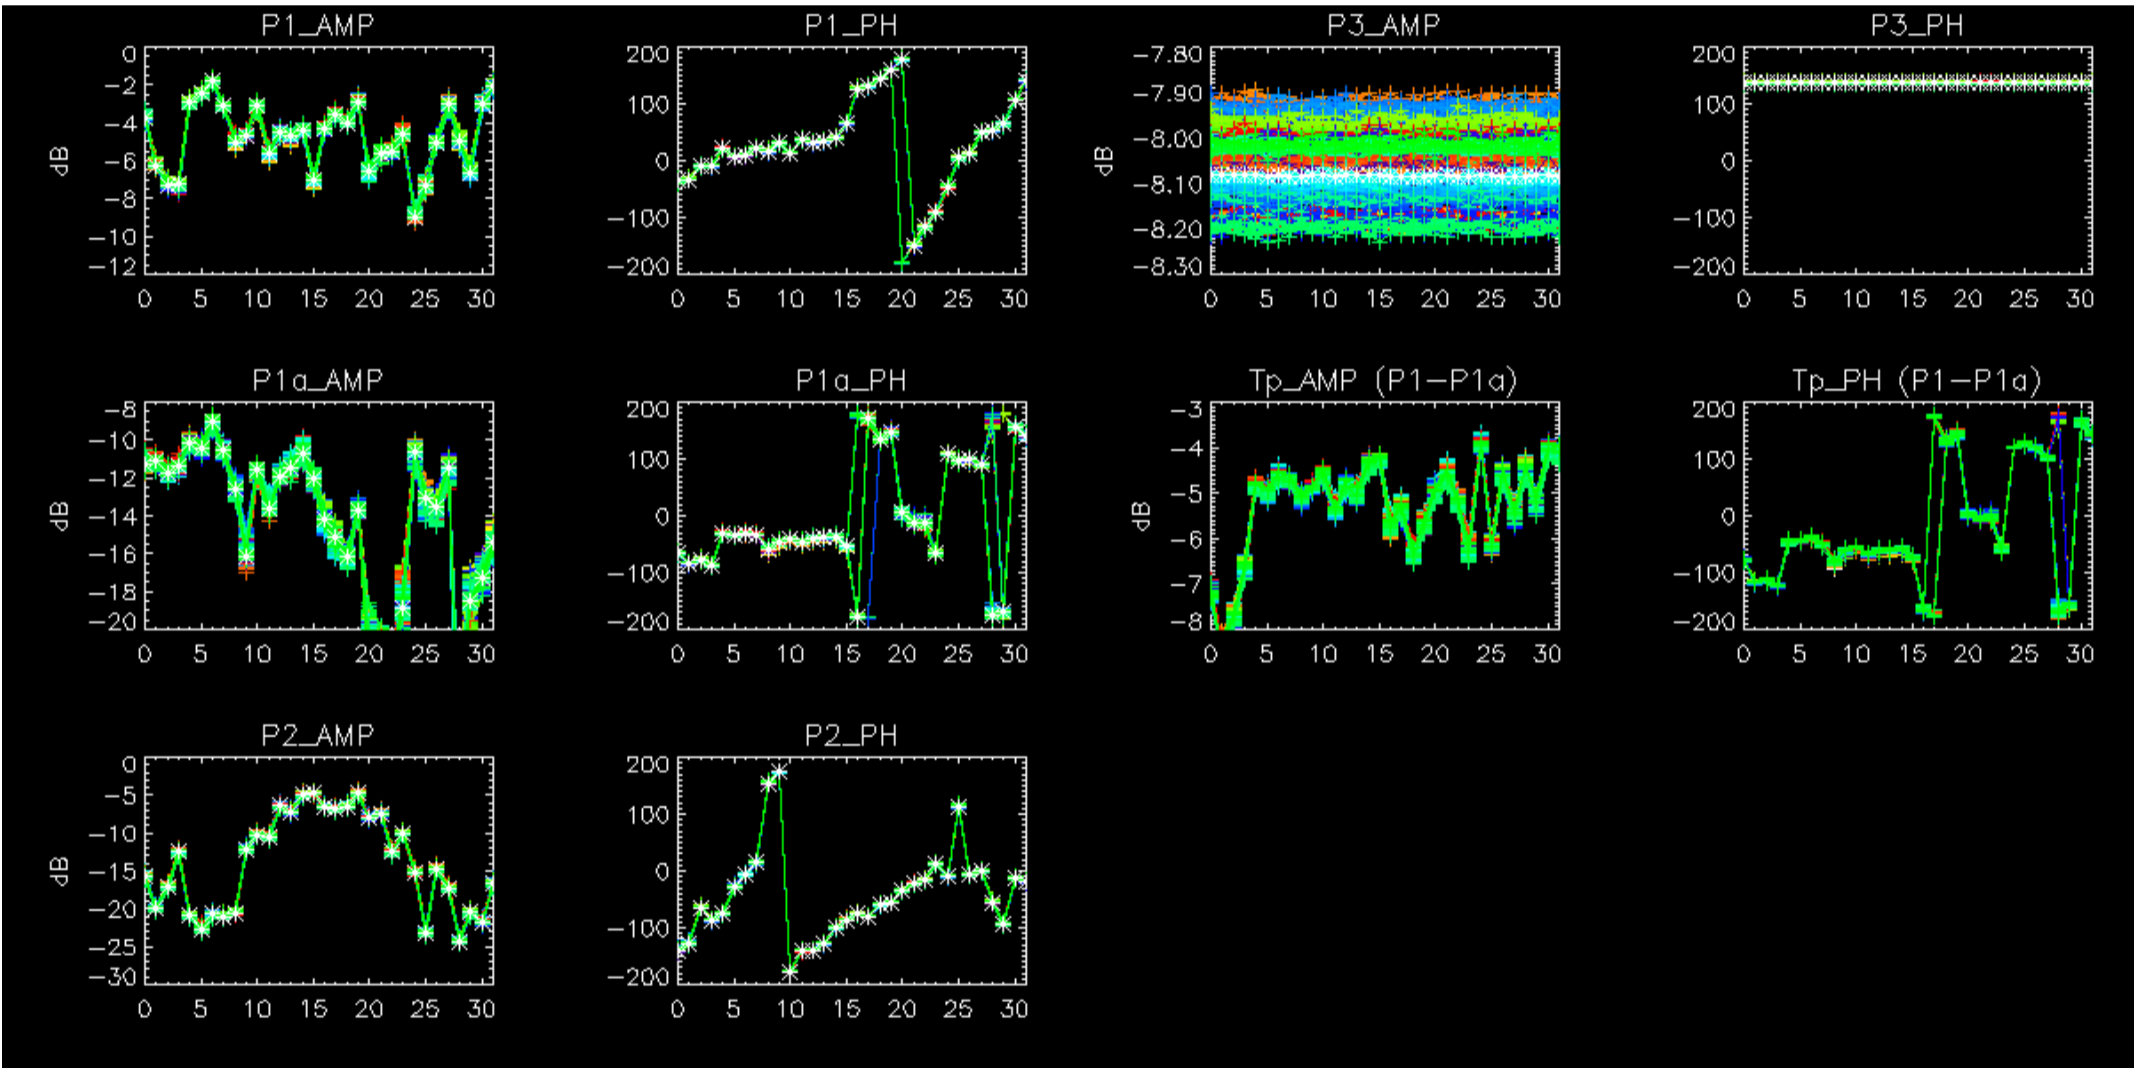 P1_AMP
0
−2
−4
−6
−8
−10
−12
dB
0 5 10 15 20 25 30
P1_PH
200
100
0
−100
−200
0 5 10 15 20 25 30
P3_AMP
−7.80
−7.90
−8.00
−8.10
−8.20
−8.30
dB
0 5 10 15 20 25 30
P3_PH
200
100
0
−100
−200
0 5 10 15 20 25 30
P1a_AMP
−8
−10
−12
−14
−16
−18
−20
dB
0 5 10 15 20 25 30
P1a_PH
200
100
0
−100
−200
0 5 10 15 20 25 30
Tp_AMP (P1−P1a)
−3
−4
−5
−6
−7
−8
dB
0 5 10 15 20 25 30
Tp_PH (P1−P1a)
200
100
0
−100
−200
0 5 10 15 20 25 30
P2_AMP
0
−5
−10
−15
−20
−25
−30
dB
0 5 10 15 20 25 30
P2_PH
200
100
0
−100
−200
0 5 10 15 20 25 30